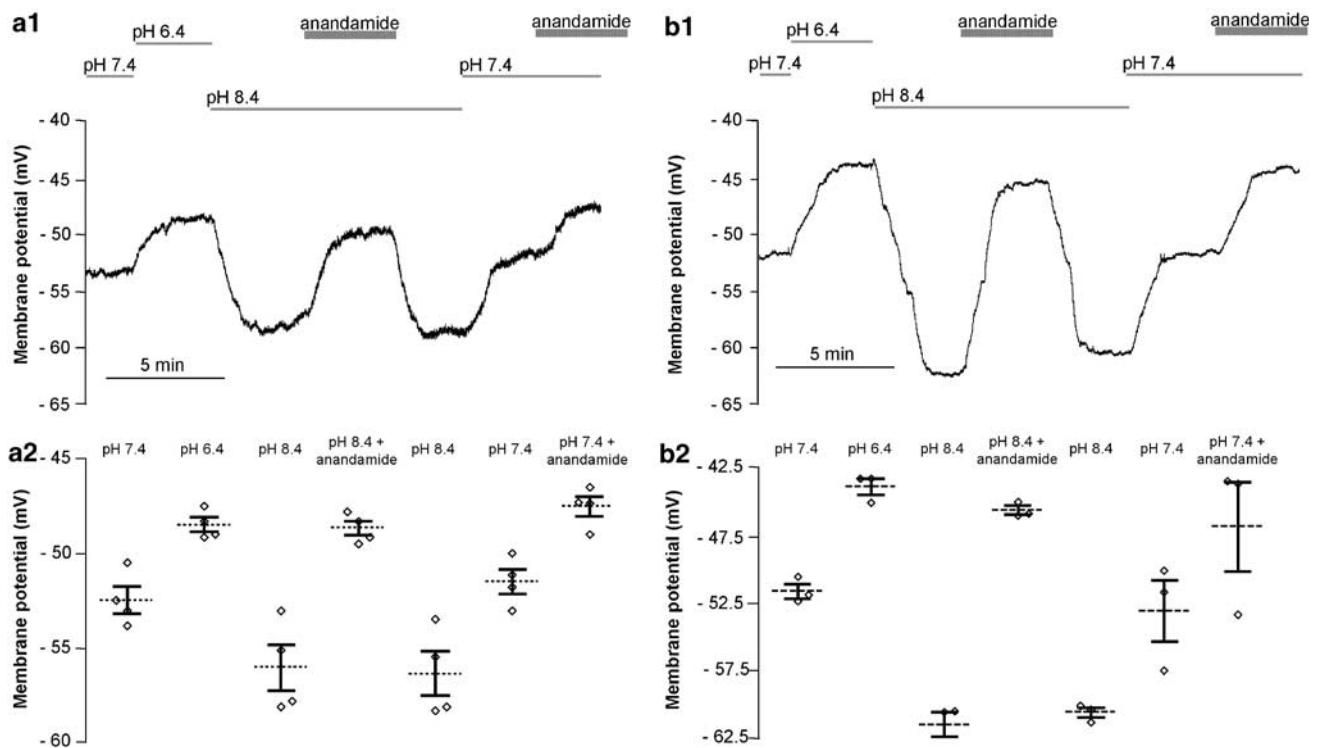 a1
anandamide
anandamide
pH 6.4
pH 7.4
pH 7.4
pH 8.4
- 40
- 45
- 50
- 55
- 60
- 65
Membrane potential (mV)
5 min
b1
anandamide
anandamide
pH 6.4
pH 7.4
pH 7.4
pH 8.4
- 40
- 45
- 50
- 55
- 60
- 65
Membrane potential (mV)
5 min
a2
- 45
- 50
- 55
- 60
Membrane potential (mV)
pH 7.4
pH 6.4
pH 8.4
pH 8.4 +
anandamide
pH 8.4
pH 7.4
pH 7.4 +
anandamide
b2
- 42.5
- 47.5
- 52.5
- 57.5
- 62.5
Membrane potential (mV)
pH 7.4
pH 6.4
pH 8.4
pH 8.4 +
anandamide
pH 8.4
pH 7.4
pH 7.4 +
anandamide